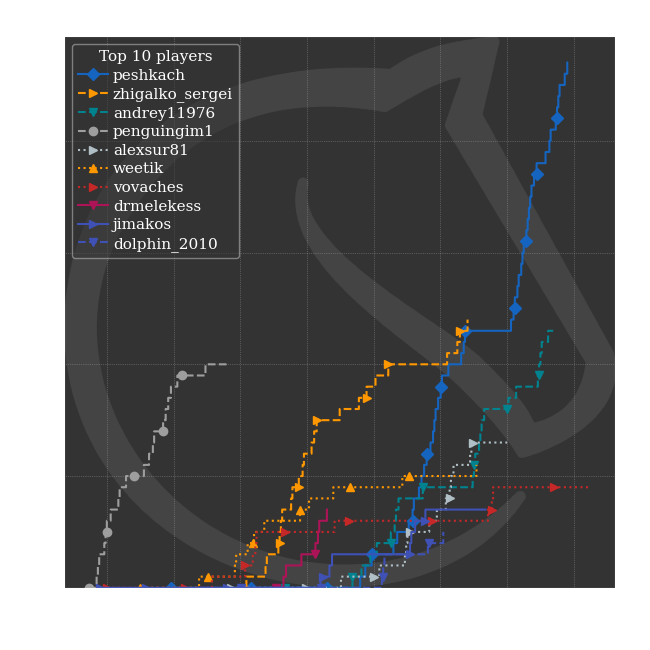 Top 10 players
peshkach
zhigalko_sergei
andrey11976
penguingim1
alexsur81
weetik
vovaches
drmelekess
jimakos
dolphin_2010